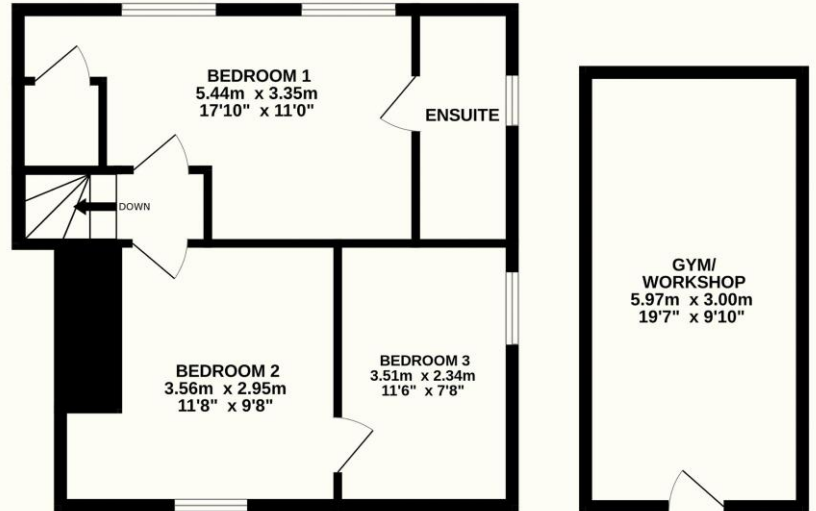 BEDROOM 1
5.44m x 3.35m
17'10" x 11'0"
ENSUITE
DOWN
BEDROOM 2
3.56m x 2.95m
11'8" x 9'8"
BEDROOM 3
3.51m x 2.34m
11'6" x 7'8"
GYM/
WORKSHOP
5.97m x 3.00m
19'7" x 9'10"